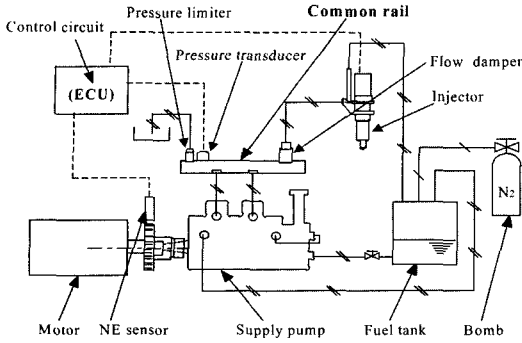 Pressure limiter
Common rail
Control circuit
Pressure transducer
Flow damper
(ECU)
Injector
N2
Motor
NE sensor
Supply pump
Fuel tank
Bomb